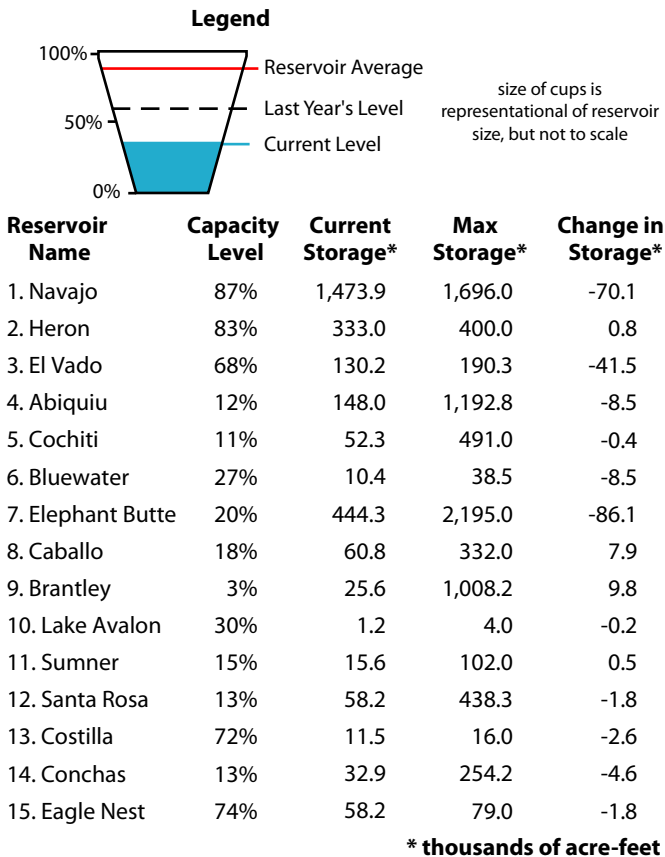 Legend
100%
Reservoir Average
Last Year's Level
50%
Current Level
0%
size of cups is
representational of reservoir
size, but not to scale
Reservoir Name Capacity Level Current Storage* Max Storage* Change in Storage*
1. Navajo 87% 1,473.9 1,696.0 -70.1
2. Heron 83% 333.0 400.0 0.8
3. El Vado 68% 130.2 190.3 -41.5
4. Abiquiu 12% 148.0 1,192.8 -8.5
5. Cochiti 11% 52.3 491.0 -0.4
6. Bluewater 27% 10.4 38.5 -8.5
7. Elephant Butte 20% 444.3 2,195.0 -86.1
8. Caballo 18% 60.8 332.0 7.9
9. Brantley 3% 25.6 1,008.2 9.8
10. Lake Avalon 30% 1.2 4.0 -0.2
11. Sumner 15% 15.6 102.0 0.5
12. Santa Rosa 13% 58.2 438.3 -1.8
13. Costilla 72% 11.5 16.0 -2.6
14. Conchas 13% 32.9 254.2 -4.6
15. Eagle Nest 74% 58.2 79.0 -1.8
* thousands of acre-feet